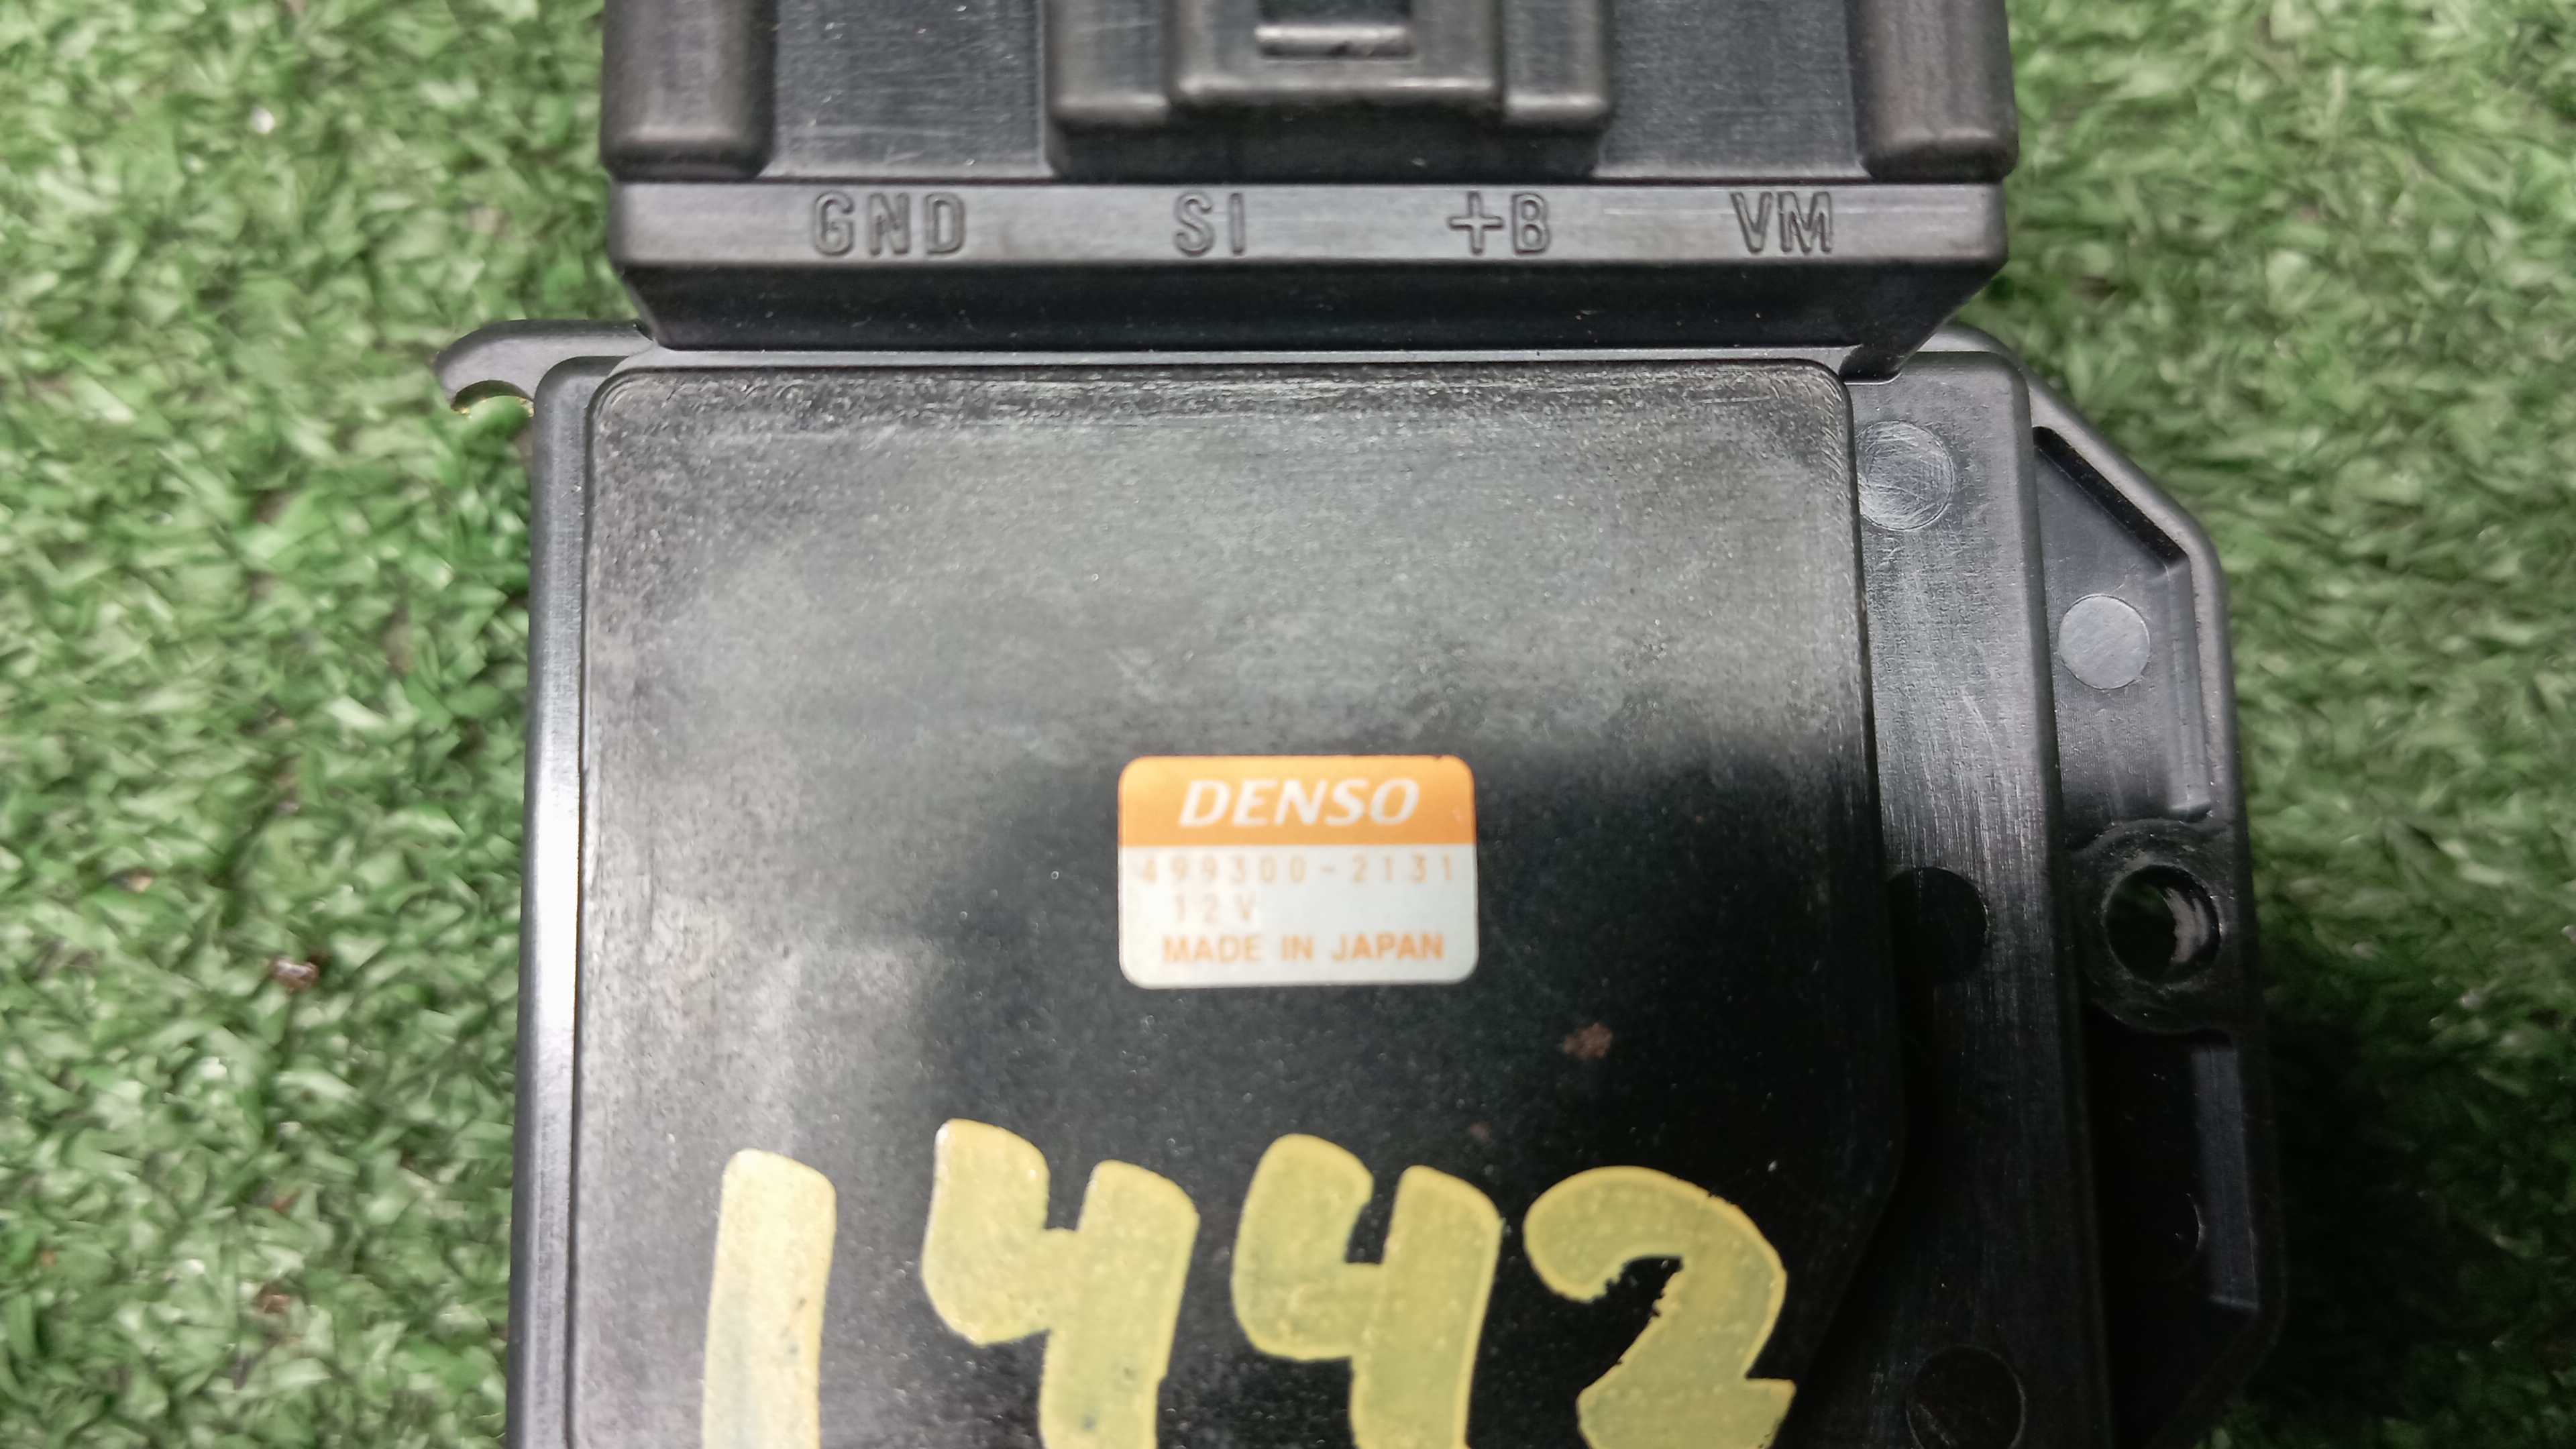 GND SI +B VM
DENSO
499300-2131
12V
MADE IN JAPAN
1442